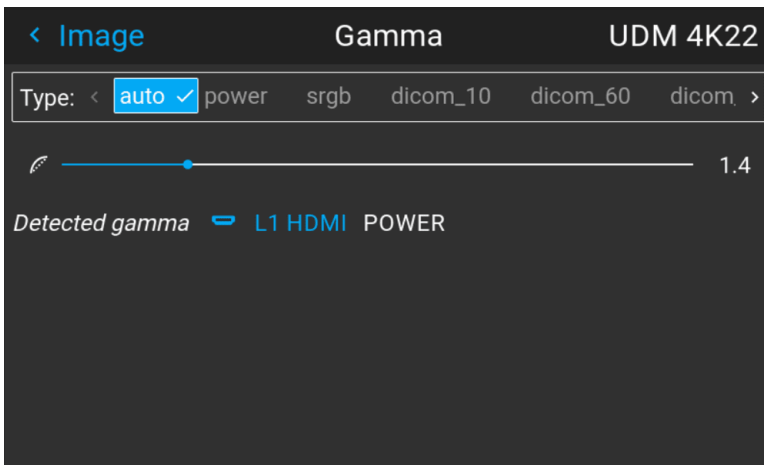 Image Gamma UDM 4K22
Type: auto power srgb dicom_10 dicom_60 dicom
1.4
Detected gamma L1 HDMI POWER